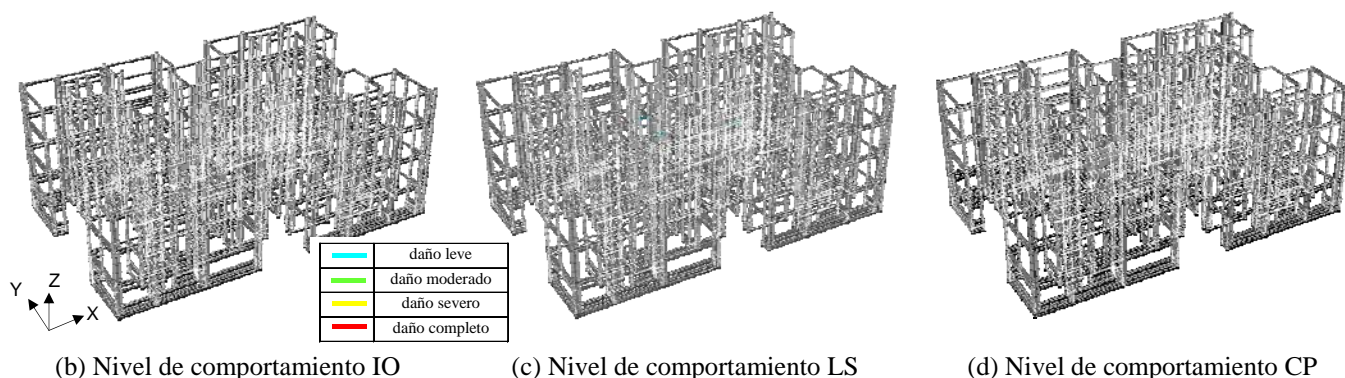 daño leve
daño moderado
daño severo
daño completo
Y
Z
X
(b) Nivel de comportamiento IO
(c) Nivel de comportamiento LS
(d) Nivel de comportamiento CP